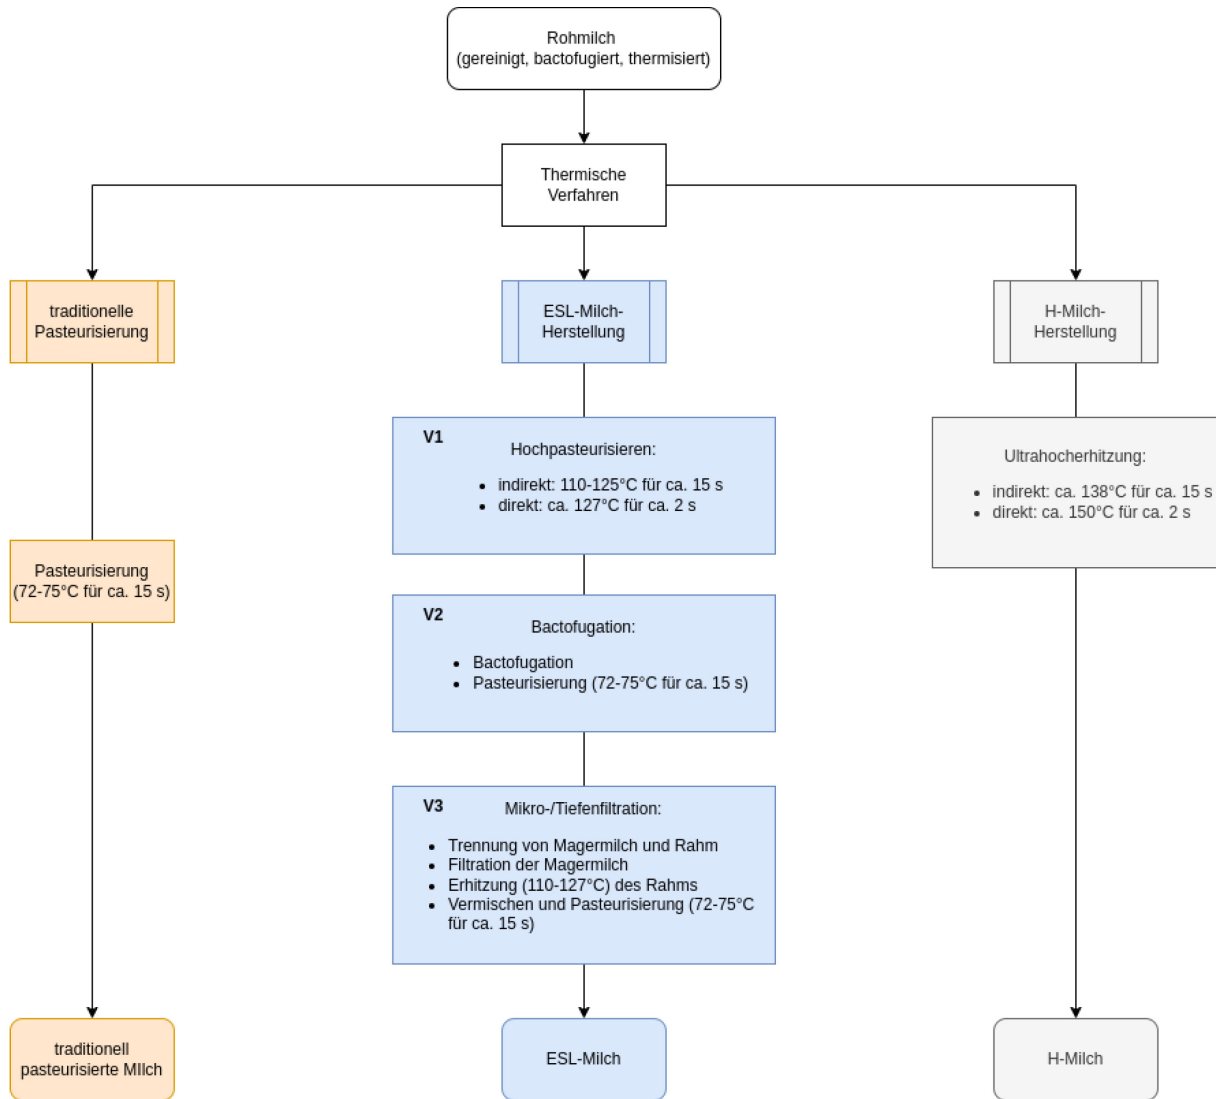 Rohmilch
(gereinigt, bactofugiert, thermisiert)
Thermische
Verfahren
traditionelle
Pasteurisierung
ESL-Milch-
Herstellung
H-Milch-
Herstellung
V1
Hochpasteurisieren:
• indirekt: 110-125°C für ca. 15 s
• direkt: ca. 127°C für ca. 2 s
Ultrahocherhitzung:
• indirekt: ca. 138°C für ca. 15 s
• direkt: ca. 150°C für ca. 2 s
Pasteurisierung
(72-75°C für ca. 15 s)
V2
Bactofugation:
• Bactofugation
• Pasteurisierung (72-75°C für ca. 15 s)
V3
Mikro-/Tiefenfiltration:
• Trennung von Magermilch und Rahm
• Filtration der Magermilch
• Erhitzung (110-127°C) des Rahms
• Vermischen und Pasteurisierung (72-75°C
für ca. 15 s)
traditionell
pasteurisierte MIlch
ESL-Milch
H-Milch